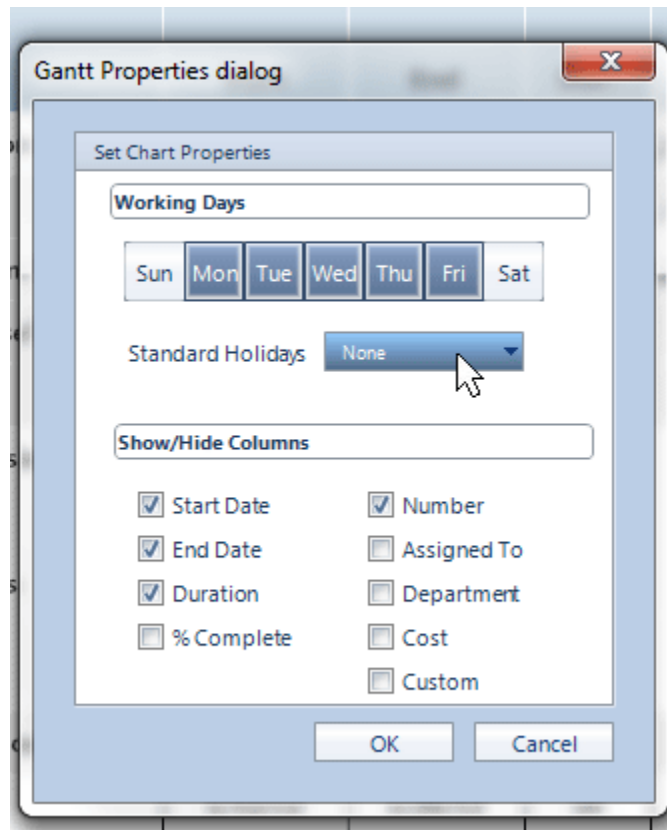 Gantt Properties dialog
Set Chart Properties
Working Days
Sun Mon Tue Wed Thu Fri Sat
Standard Holidays None
Show/Hide Columns
Start Date Number
End Date Assigned To
Duration Department
% Complete Cost
Custom
OK Cancel